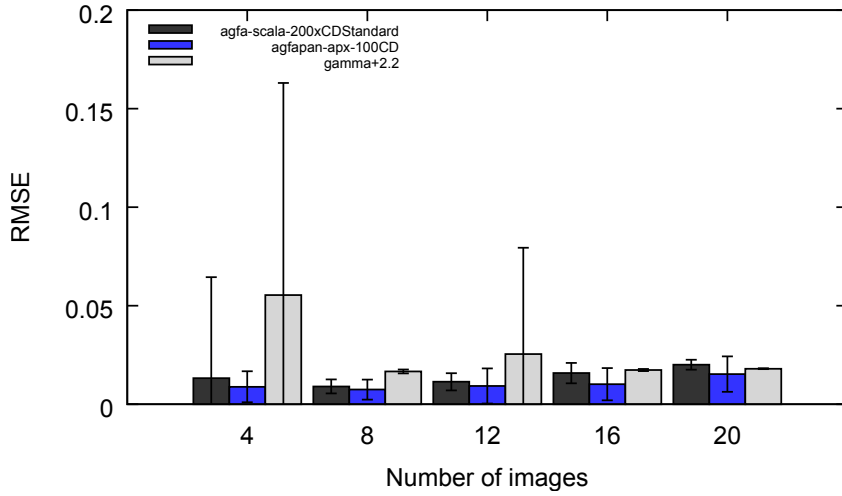 0.2
agfa-scala-200xCDStandard
agfapan-apx-100CD
gamma+2.2
0.15
0.1
0.05
0
RMSE
4 8 12 16 20
Number of images